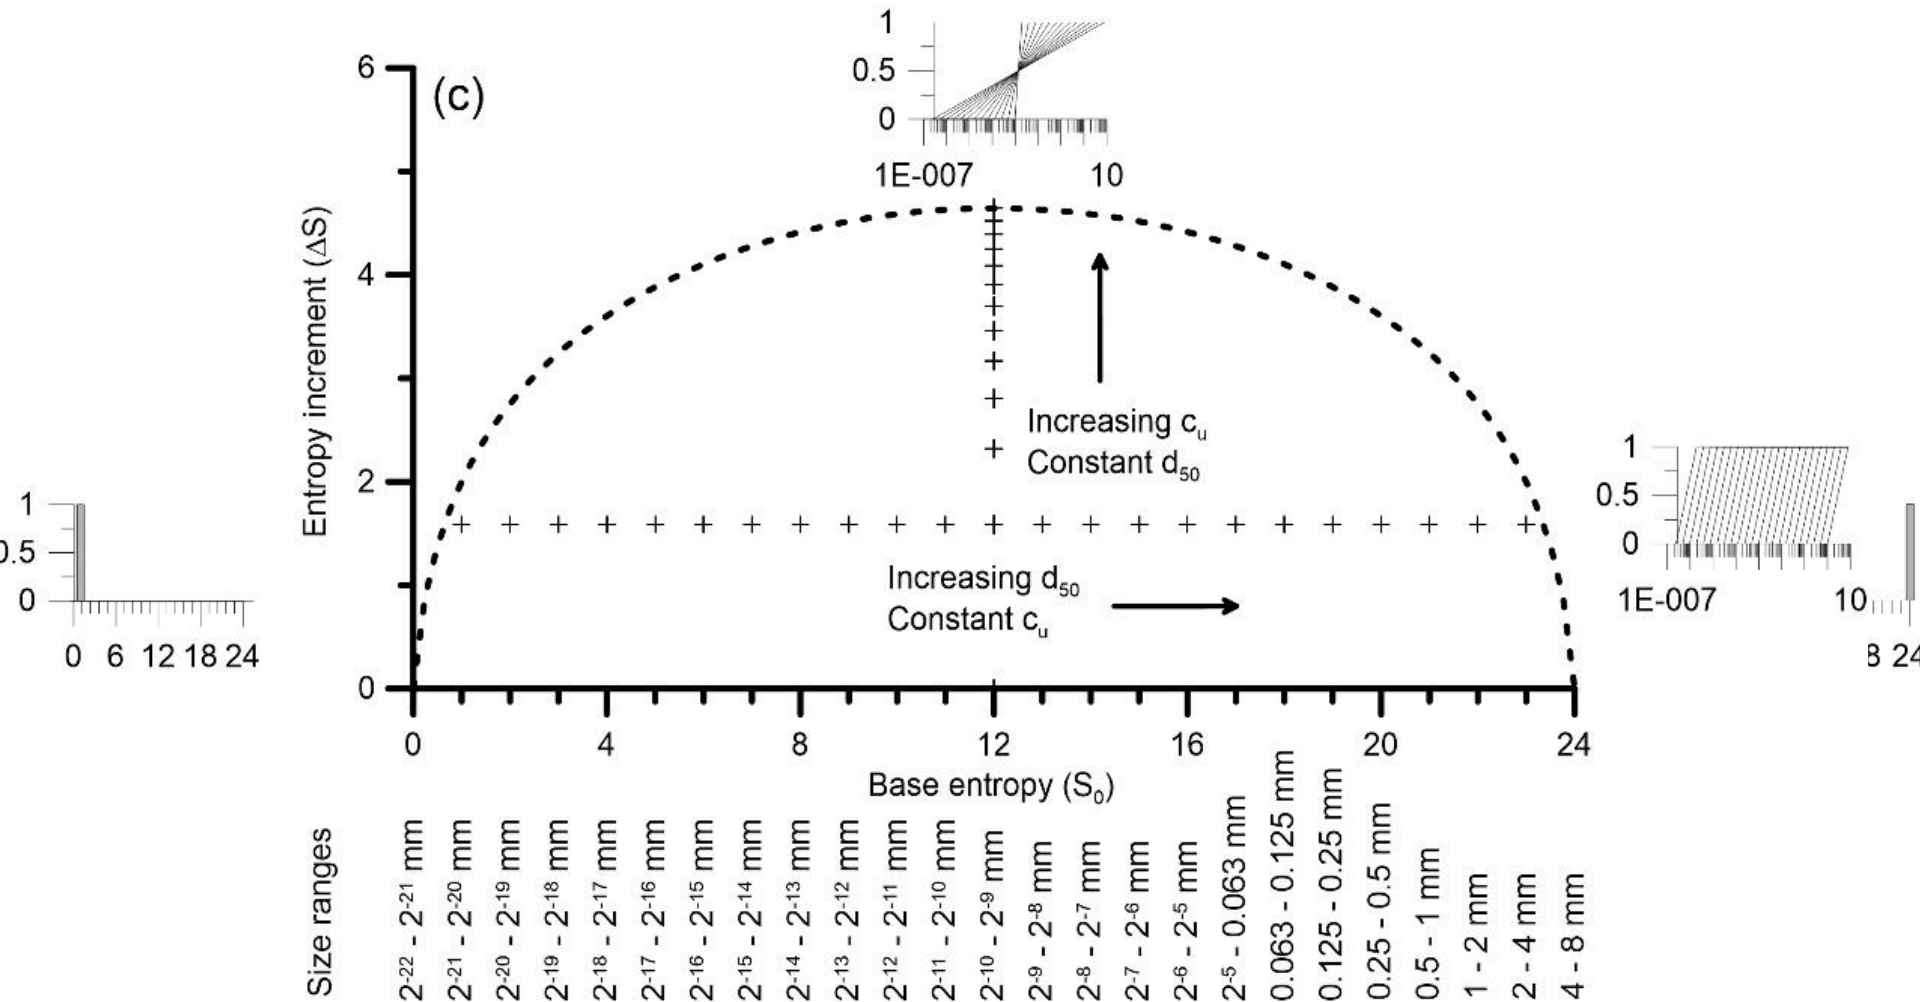 1
0.5
0
1E-007 10
6
(c)
4
2
0
Entropy increment (ΔS)
Increasing cu
Constant d50
Increasing d50
Constant cu
1
0.5
0
0 6 12 18 24
1
0.5
0
1E-007 10
8 24
0 4 8 12 16 20 24
Base entropy (S0)
Size ranges
2-22 - 2-21 mm
2-21 - 2-20 mm
2-20 - 2-19 mm
2-19 - 2-18 mm
2-18 - 2-17 mm
2-17 - 2-16 mm
2-16 - 2-15 mm
2-15 - 2-14 mm
2-14 - 2-13 mm
2-13 - 2-12 mm
2-12 - 2-11 mm
2-11 - 2-10 mm
2-10 - 2-9 mm
2-9 - 2-8 mm
2-8 - 2-7 mm
2-7 - 2-6 mm
2-6 - 2-5 mm
2-5 - 0.063 mm
0.063 - 0.125 mm
0.125 - 0.25 mm
0.25 - 0.5 mm
0.5 - 1 mm
1 - 2 mm
2 - 4 mm
4 - 8 mm